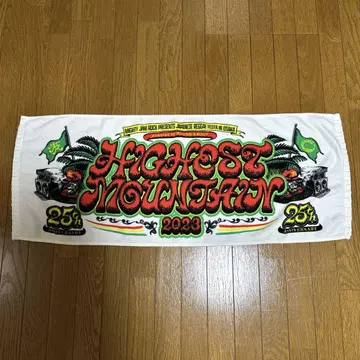 MIGHTY JAM ROCK PRESENTS JAPANESE REGGAE FESTA IN OSAKA
HIGHEST
MOUNTAIN
2023
25th
ANNIVERSARY
25th
ANNIVERSARY